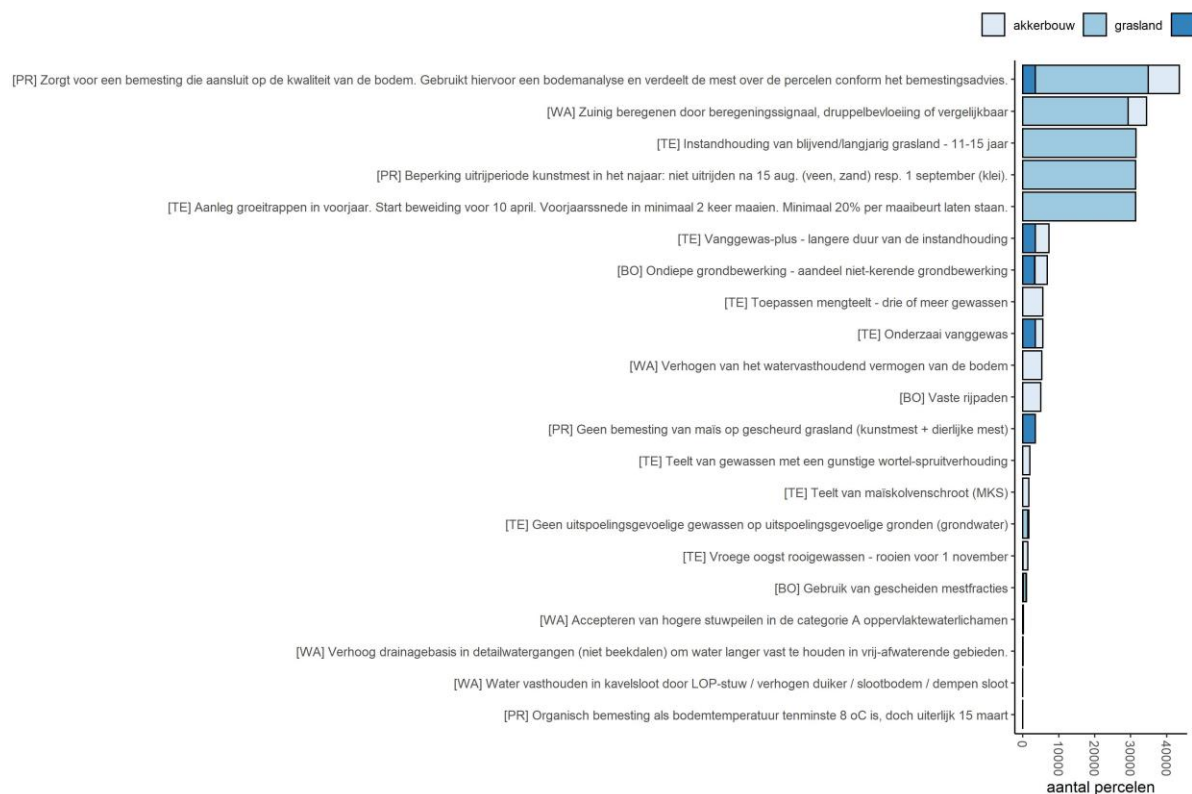 akkerbouw grasland
[PR] Zorgt voor een bemesting die aansluit op de kwaliteit van de bodem. Gebruikt hiervoor een bodemanalyse en verdeelt de mest over de percelen conform het bemestingsadvies.
[WA] Zuinig beregenen door beregeningssignaal, druppelbevloeiing of vergelijkbaar
[TE] Instandhouding van blijvend/langjarig grasland - 11-15 jaar
[PR] Beperking uitrijperiode kunstmest in het najaar: niet uitrijden na 15 aug. (veen, zand) resp. 1 september (klei).
[TE] Aanleg groeitrappen in voorjaar. Start beweiding voor 10 april. Voorjaarssnede in minimaal 2 keer maaien. Minimaal 20% per maaibeurt laten staan.
[TE] Vanggewas-plus - langere duur van de instandhouding
[BO] Ondiepe grondbewerking - aandeel niet-kerende grondbewerking
[TE] Toepassen mengteelt - drie of meer gewassen
[TE] Onderzaai vanggewas
[WA] Verhogen van het watervasthoudend vermogen van de bodem
[BO] Vaste rijpaden
[PR] Geen bemesting van maïs op gescheurd grasland (kunstmest + dierlijke mest)
[TE] Teelt van gewassen met een gunstige wortel-spruitverhouding
[TE] Teelt van maïskolvenschroot (MKS)
[TE] Geen uitspoelingsgevoelige gewassen op uitspoelingsgevoelige gronden (grondwater)
[TE] Vroege oogst rooigewassen - rooien voor 1 november
[BO] Gebruik van gescheiden mestfracties
[WA] Accepteren van hogere stuwpeilen in de categorie A oppervlaktewaterlichamen
[WA] Verhoog drainagebasis in detailwatergangen (niet beekdalen) om water langer vast te houden in vrij-afwaterende gebieden.
[WA] Water vasthouden in kavelsloot door LOP-stuw / verhogen duiker / slootbodem / dempen sloot
[PR] Organisch bemesting als bodemtemperatuur tenminste 8 oC is, doch uiterlijk 15 maart
0 10000 20000 30000 40000
aantal percelen